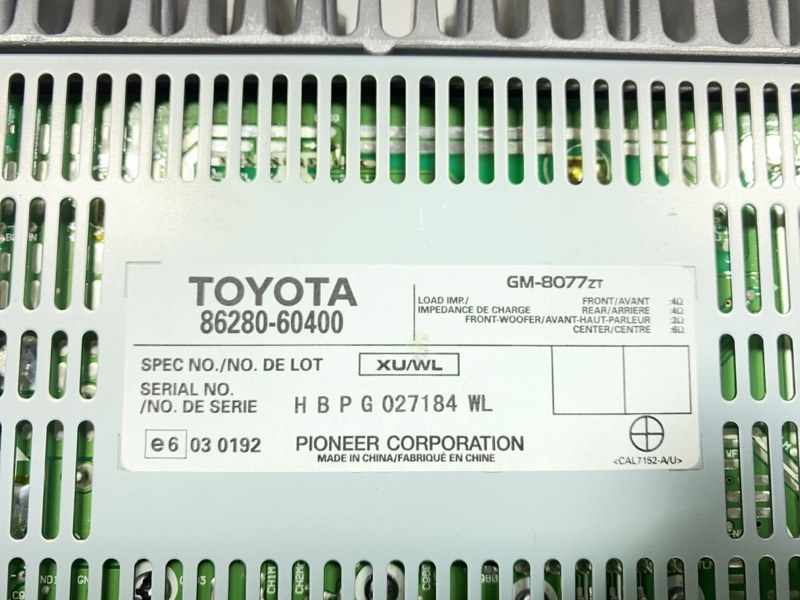 TOYOTA
86280-60400
GM-8077ZT
LOAD IMP./
IMPEDANCE DE CHARGE
FRONT/AVANT :4Ω
REAR/ARRIERE :4Ω
FRONT-WOOFER/AVANT-HAUT-PARLEUR :3Ω
CENTER/CENTRE :6Ω
SPEC NO./NO. DE LOT XU/WL
SERIAL NO.
/NO. DE SERIE H B P G 027184 WL
e6 03 0192 PIONEER CORPORATION
MADE IN CHINA/FABRIQUÉ EN CHINE
<CAL7152-A/U>
CH1M
CH2M